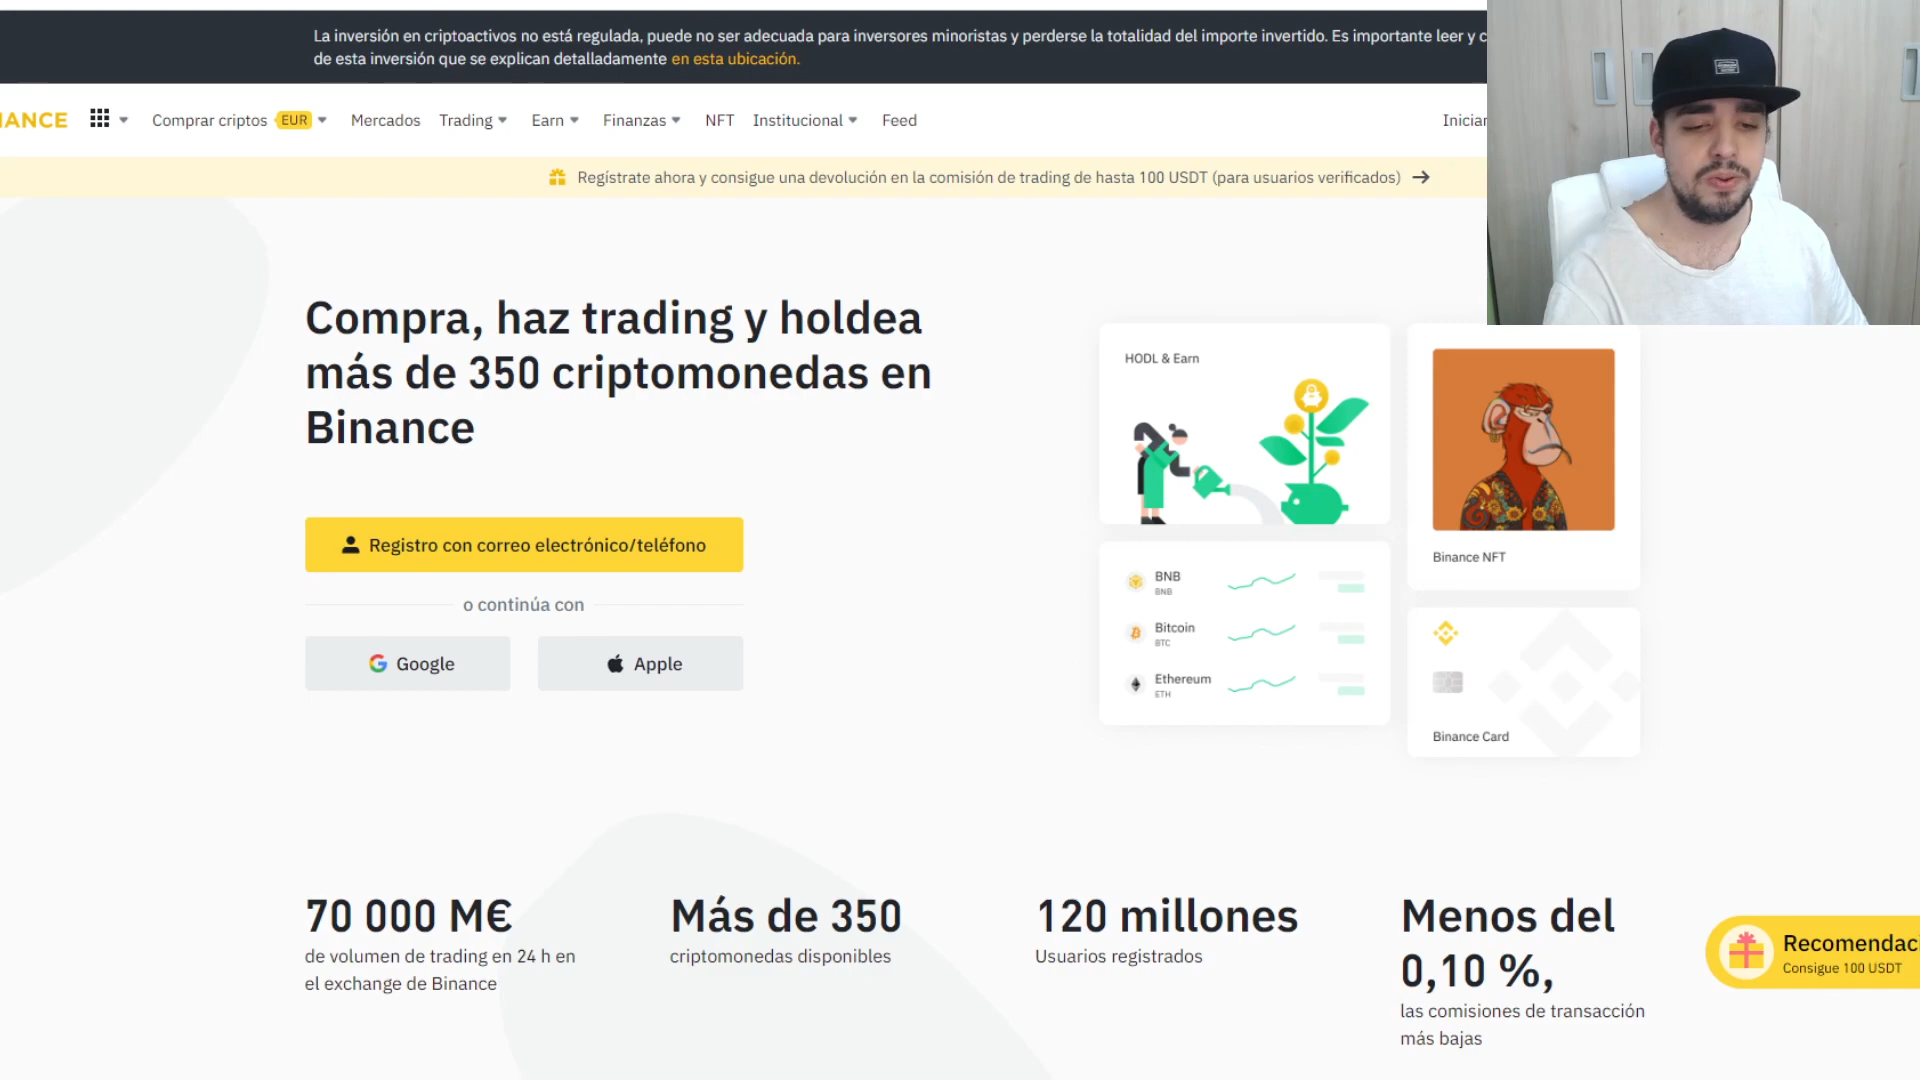 La inversión en criptoactivos no está regulada, puede no ser adecuada para inversores minoristas y perderse la totalidad del importe invertido. Es importante leer y c
de esta inversión que se explican detalladamente en esta ubicación.
NANCE
Comprar criptos EUR Mercados Trading Earn Finanzas NFT Institucional Feed Iniciar
Regístrate ahora y consigue una devolución en la comisión de trading de hasta 100 USDT (para usuarios verificados) →
Compra, haz trading y holdea
más de 350 criptomonedas en
Binance
Registro con correo electrónico/teléfono
o continúa con
Google
Apple
HODL & Earn
BNB
BNB
Bitcoin
BTC
Ethereum
ETH
Binance NFT
Binance Card
70 000 M€
de volumen de trading en 24 h en
el exchange de Binance
Más de 350
criptomonedas disponibles
120 millones
Usuarios registrados
Menos del
0,10 %,
las comisiones de transacción
más bajas
Recomendaci
Consigue 100 USDT